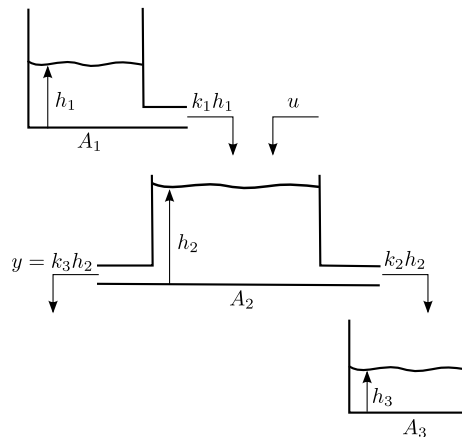 h₁
k₁h₁
u
A₁
h₂
y = k₃h₂
k₂h₂
A₂
h₃
A₃